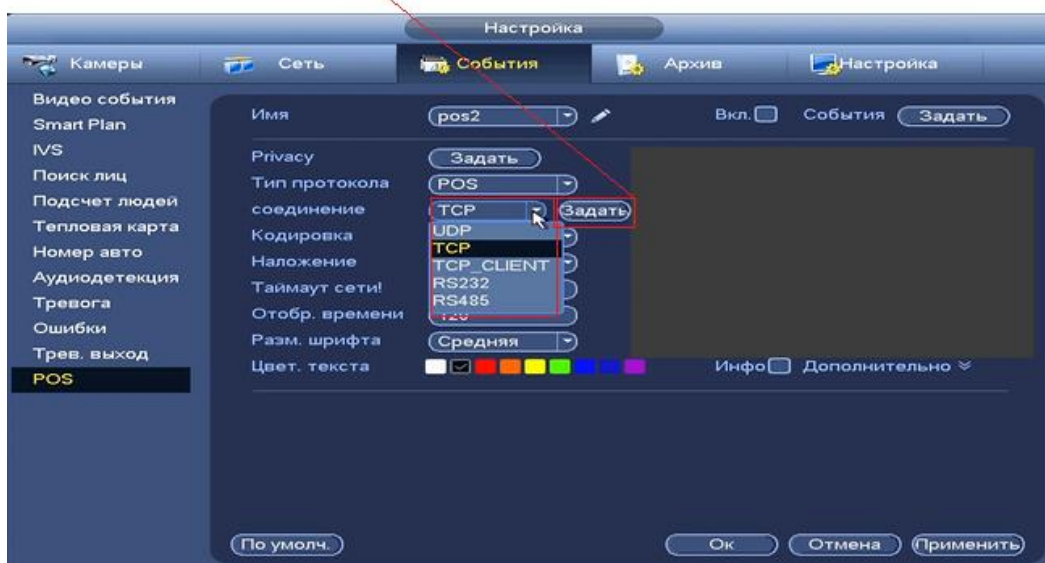 Настройка
Камеры Сеть События Архив Настройка
Видео события
Smart Plan
IVS
Поиск лиц
Подсчет людей
Тепловая карта
Номер авто
Аудиодетекция
Тревога
Ошибки
Трев. выход
POS
Имя pos2 Вкл. События Задать
Privacy Задать
Тип протокола POS
соединение TCP Задать
UDP
TCP
TCP_CLIENT
RS232
RS485
Кодировка
Наложение
Таймаут сети!
Отобр. времени 120
Разм. шрифта Средняя
Цвет. текста Инфо Дополнительно
По умолч. Ок Отмена Применить